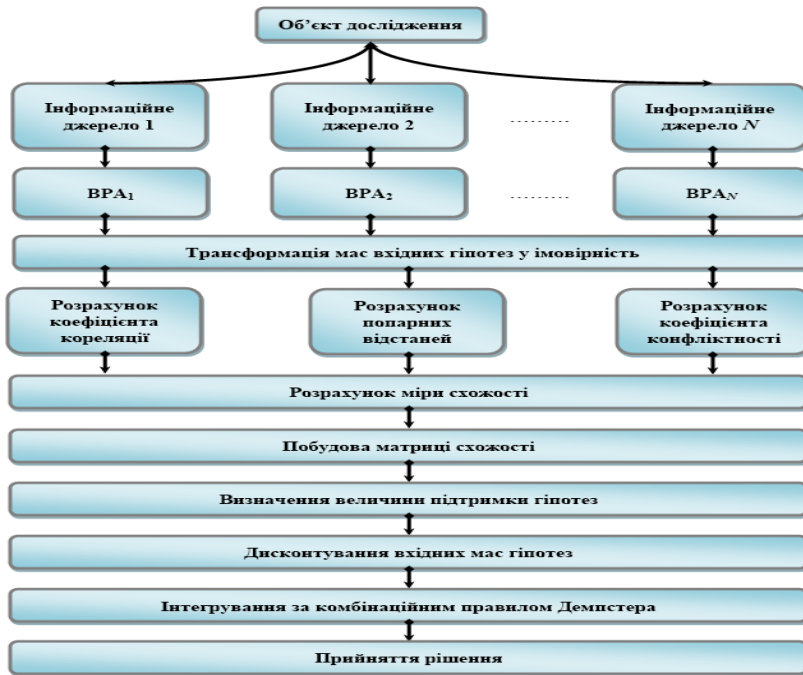 Об’єкт дослідження
Інформаційне
джерело 1
Інформаційне
джерело 2
..........
Інформаційне
джерело N
BPA₁
BPA₂
..........
BPAN
Трансформація мас вхідних гіпотез у імовірність
Розрахунок
коефіцієнта
кореляції
Розрахунок
попарних
відстаней
Розрахунок
коефіцієнта
конфліктності
Розрахунок міри схожості
Побудова матриці схожості
Визначення величини підтримки гіпотез
Дисконтування вхідних мас гіпотез
Інтегрування за комбінаційним правилом Демпстера
Прийняття рішення